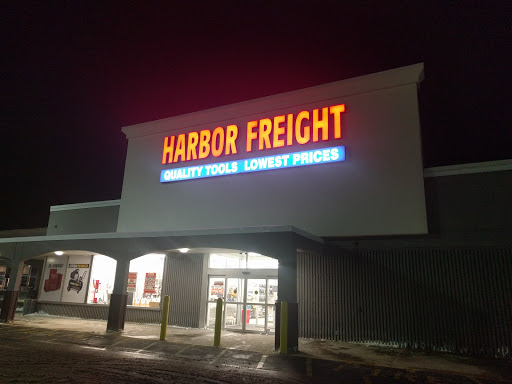 HARBOR FREIGHT
QUALITY TOOLS LOWEST PRICES